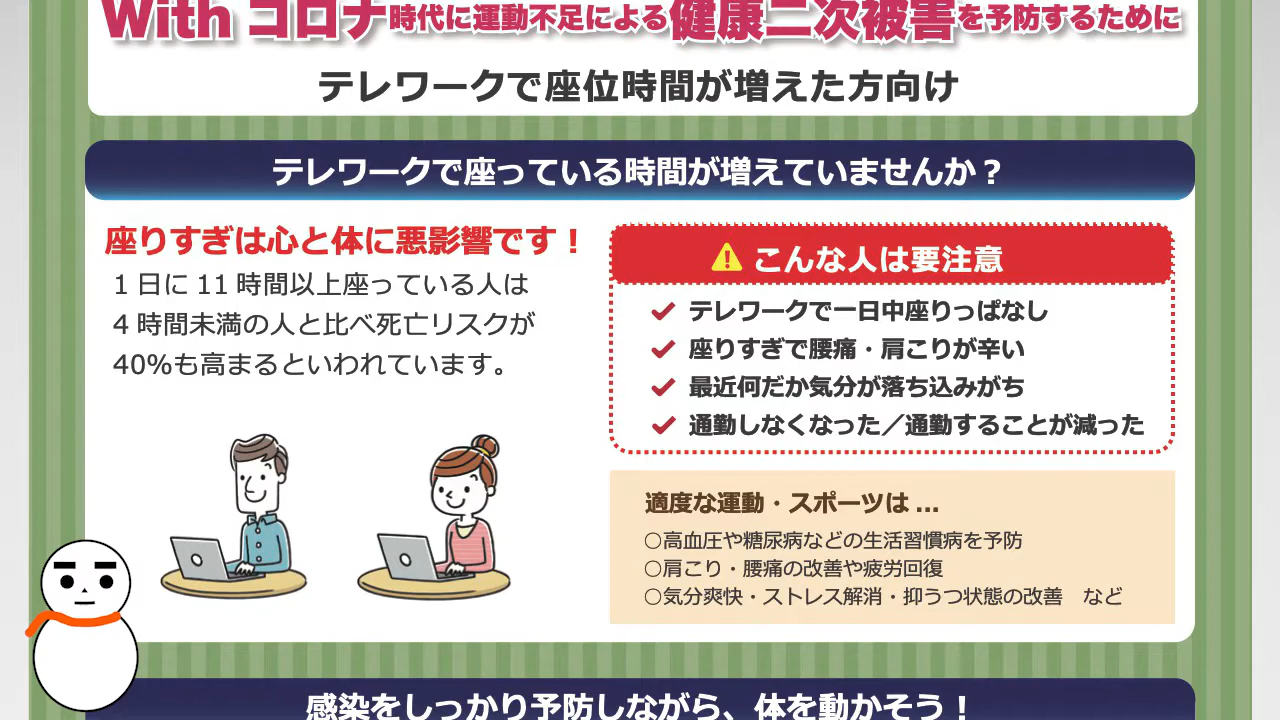 With コロナ時代に運動不足による健康二次被害を予防するために
テレワークで座位時間が増えた方向け
テレワークで座っている時間が増えていませんか？
座りすぎは心と体に悪影響です！
１日に 11 時間以上座っている人は
４時間未満の人と比べ死亡リスクが
40%も高まるといわれています。
こんな人は要注意
テレワークで一日中座りっぱなし
座りすぎで腰痛・肩こりが辛い
最近何だか気分が落ち込みがち
通勤しなくなった／通勤することが減った
適度な運動・スポーツは ...
○高血圧や糖尿病などの生活習慣病を予防
○肩こり・腰痛の改善や疲労回復
○気分爽快・ストレス解消・抑うつ状態の改善　など
感染をしっかり予防しながら、体を動かそう！